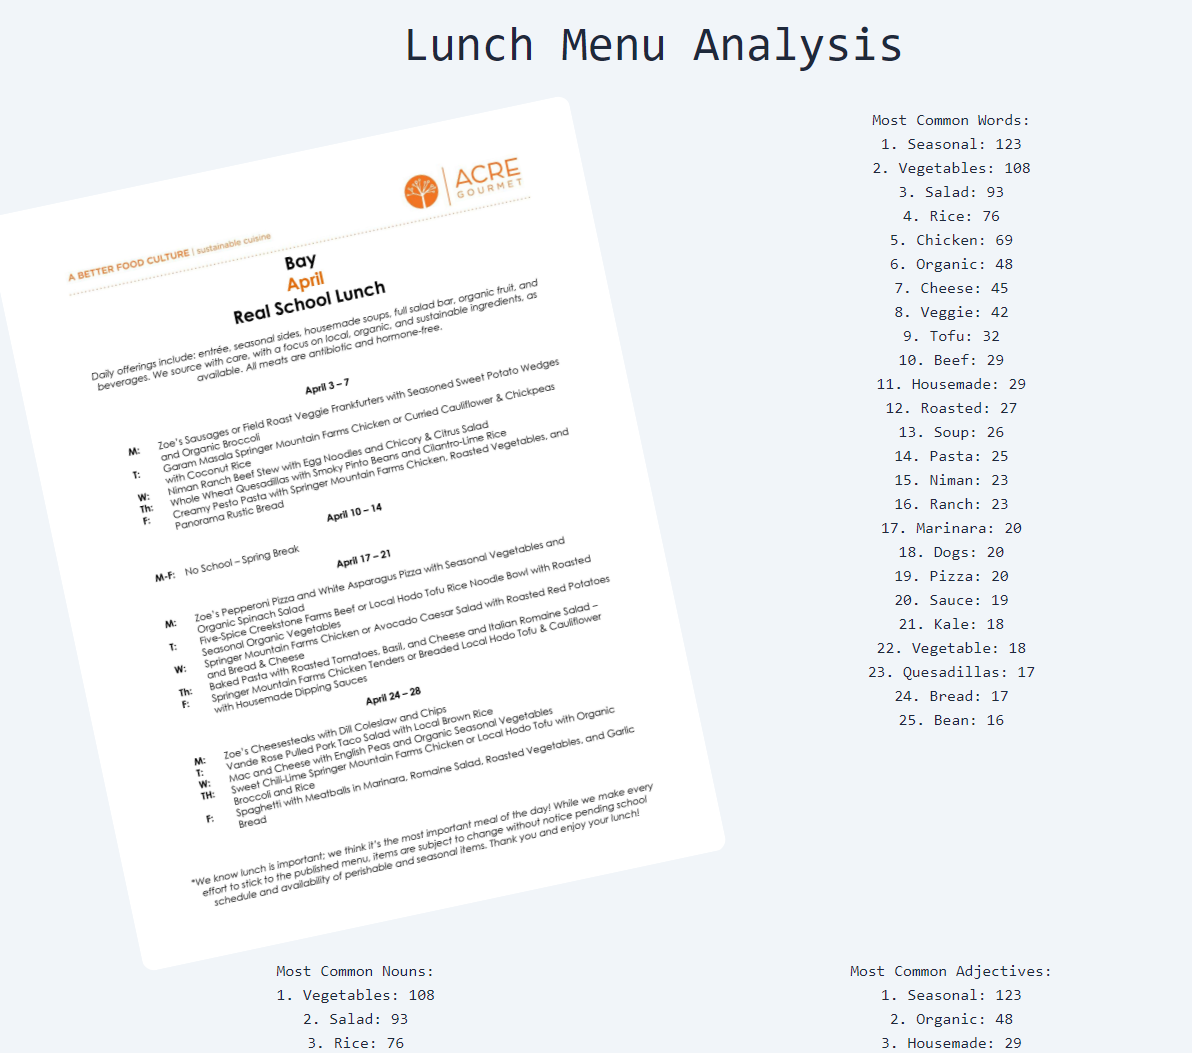 Lunch Menu Analysis
ACRE
GOURMET
A BETTER FOOD CULTURE | sustainable cuisine
Bay
April
Real School Lunch
Daily offerings include: entrée, seasonal sides, housemade soups, full salad bar, organic fruit, and
beverages. We source with care, with a focus on local, organic, and sustainable ingredients, as
available. All meats are antibiotic and hormone-free.
April 3 – 7
M: Zoe's Sausages or Field Roast Veggie Frankfurters with Seasoned Sweet Potato Wedges
and Organic Broccoli
T: Garam Masala Springer Mountain Farms Chicken or Curried Cauliflower & Chickpeas
with Coconut Rice
W: Niman Ranch Beef Stew with Egg Noodles and Chicory & Citrus Salad
Th: Whole Wheat Quesadillas with Smoky Pinto Beans and Cilantro-Lime Rice
F: Creamy Pesto Pasta with Springer Mountain Farms Chicken, Roasted Vegetables, and
Panorama Rustic Bread
April 10 – 14
M-F: No School – Spring Break
April 17 – 21
M: Zoe's Pepperoni Pizza and White Asparagus Pizza with Seasonal Vegetables and
Organic Spinach Salad
T: Five-Spice Creekstone Farms Beef or Local Hodo Tofu Rice Noodle Bowl with Roasted
Seasonal Organic Vegetables
W: Springer Mountain Farms Chicken or Avocado Caesar Salad with Roasted Red Potatoes
and Bread & Cheese
Th: Baked Pasta with Roasted Tomatoes, Basil, and Cheese and Italian Romaine Salad –
F: Springer Mountain Farms Chicken Tenders or Breaded Local Hodo Tofu & Cauliflower
with Housemade Dipping Sauces
April 24 – 28
M: Zoe's Cheesesteaks with Dill Coleslaw and Chips
T: Vande Rose Pulled Pork Taco Salad with Local Brown Rice
W: Mac and Cheese with English Peas and Organic Seasonal Vegetables
TH: Sweet Chili-Lime Springer Mountain Farms Chicken or Local Hodo Tofu with Organic
Broccoli and Rice
F: Spaghetti with Meatballs in Marinara, Romaine Salad, Roasted Vegetables, and Garlic
Bread
*We know lunch is important; we think it's the most important meal of the day! While we make every
effort to stick to the published menu, items are subject to change without notice pending school
schedule and availability of perishable and seasonal items. Thank you and enjoy your lunch!
Most Common Words:
1. Seasonal: 123
2. Vegetables: 108
3. Salad: 93
4. Rice: 76
5. Chicken: 69
6. Organic: 48
7. Cheese: 45
8. Veggie: 42
9. Tofu: 32
10. Beef: 29
11. Housemade: 29
12. Roasted: 27
13. Soup: 26
14. Pasta: 25
15. Niman: 23
16. Ranch: 23
17. Marinara: 20
18. Dogs: 20
19. Pizza: 20
20. Sauce: 19
21. Kale: 18
22. Vegetable: 18
23. Quesadillas: 17
24. Bread: 17
25. Bean: 16
Most Common Nouns:
1. Vegetables: 108
2. Salad: 93
3. Rice: 76
Most Common Adjectives:
1. Seasonal: 123
2. Organic: 48
3. Housemade: 29